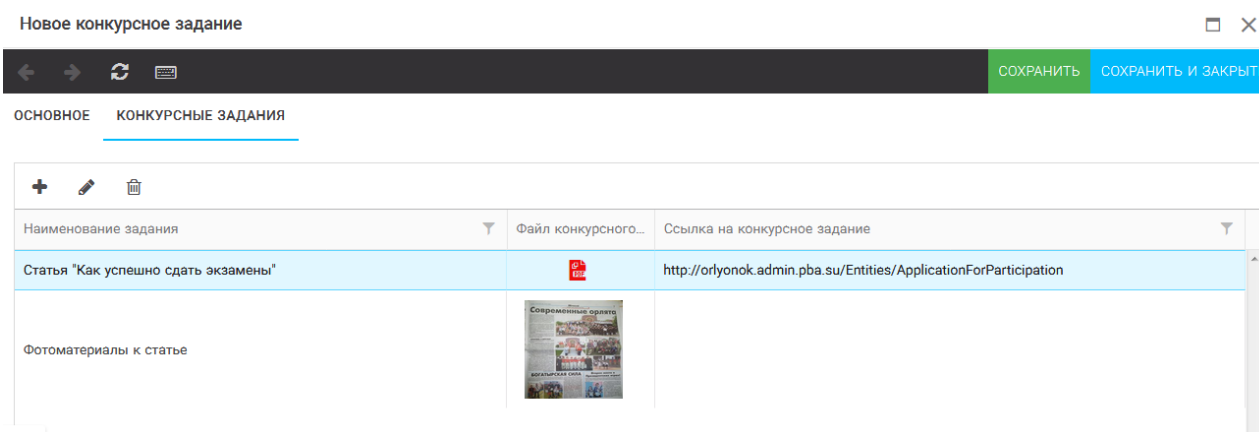 Новое конкурсное задание
СОХРАНИТЬ СОХРАНИТЬ И ЗАКРЫТ
ОСНОВНОЕ КОНКУРСНЫЕ ЗАДАНИЯ
Наименование задания Файл конкурсного... Ссылка на конкурсное задание
Статья "Как успешно сдать экзамены" PDF http://orlyonok.admin.pba.su/Entities/ApplicationForParticipation
Современные орлята
Фотоматериалы к статье
БОГАТЫРСКАЯ СИЛА